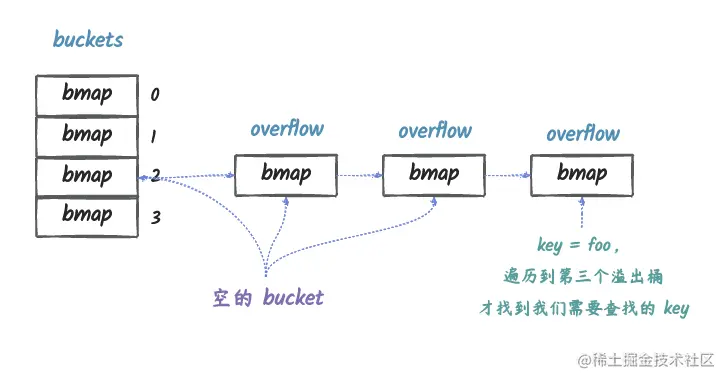 buckets
bmap 0
bmap 1
bmap 2
bmap 3
overflow
bmap
overflow
bmap
overflow
bmap
空的 bucket
key = foo，
遍历到第三个溢出桶
才找到我们需要查找的 key
@稀土掘金技术社区